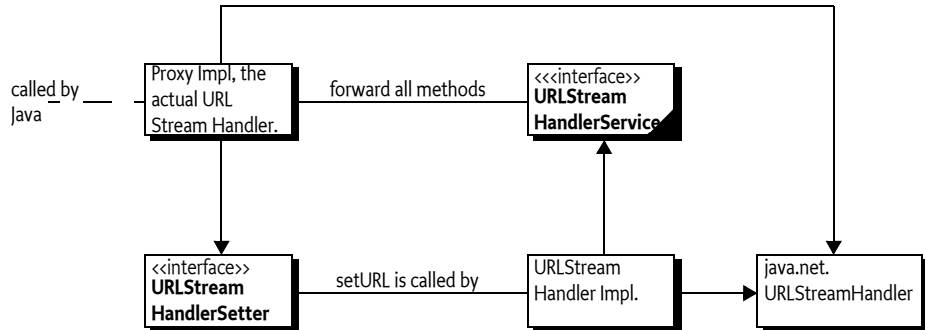 called by
Java
Proxy Impl, the
actual URL
Stream Handler.
forward all methods
<<<interface>>
URLStream
HandlerService
<<interface>>
URLStream
HandlerSetter
setURL is called by
URLStream
Handler Impl.
java.net.
URLStreamHandler